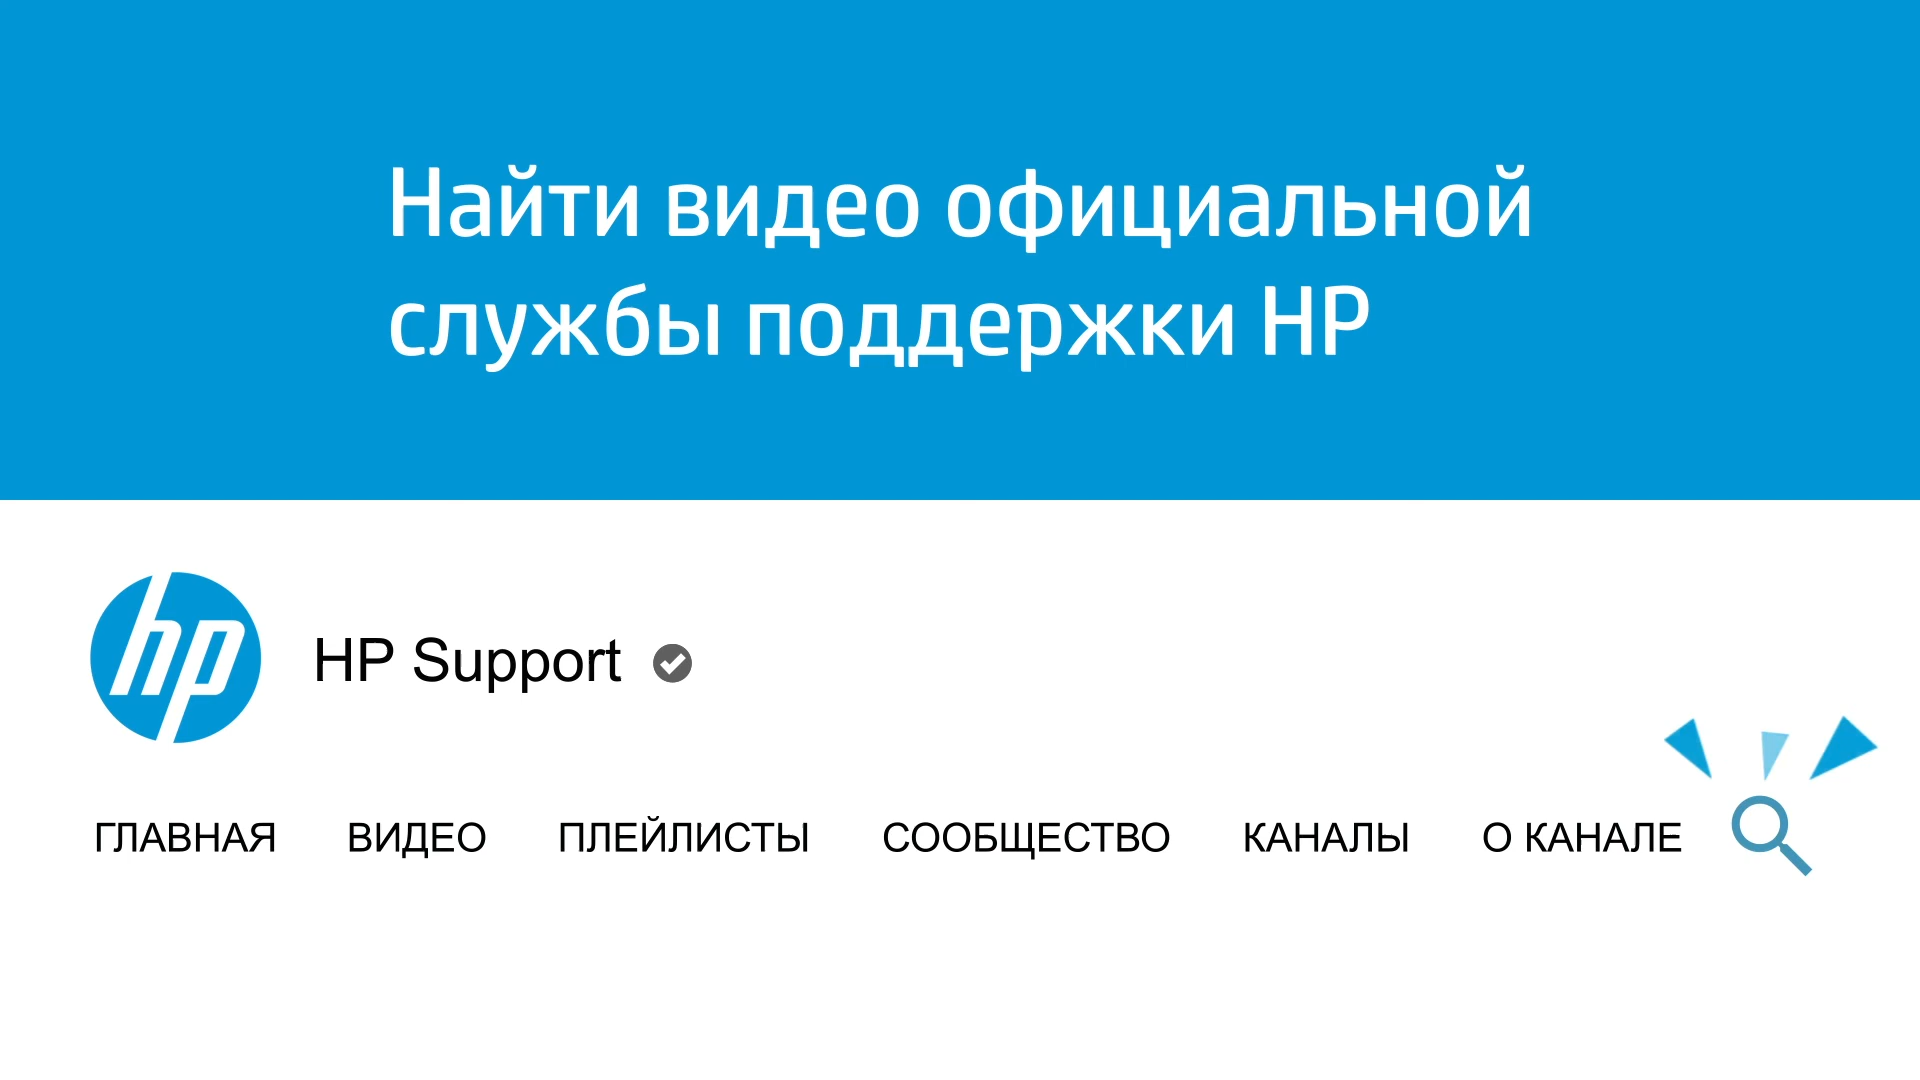 Найти видео официальной
службы поддержки HP
hp
HP Support
ГЛАВНАЯ ВИДЕО ПЛЕЙЛИСТЫ СООБЩЕСТВО КАНАЛЫ О КАНАЛЕ